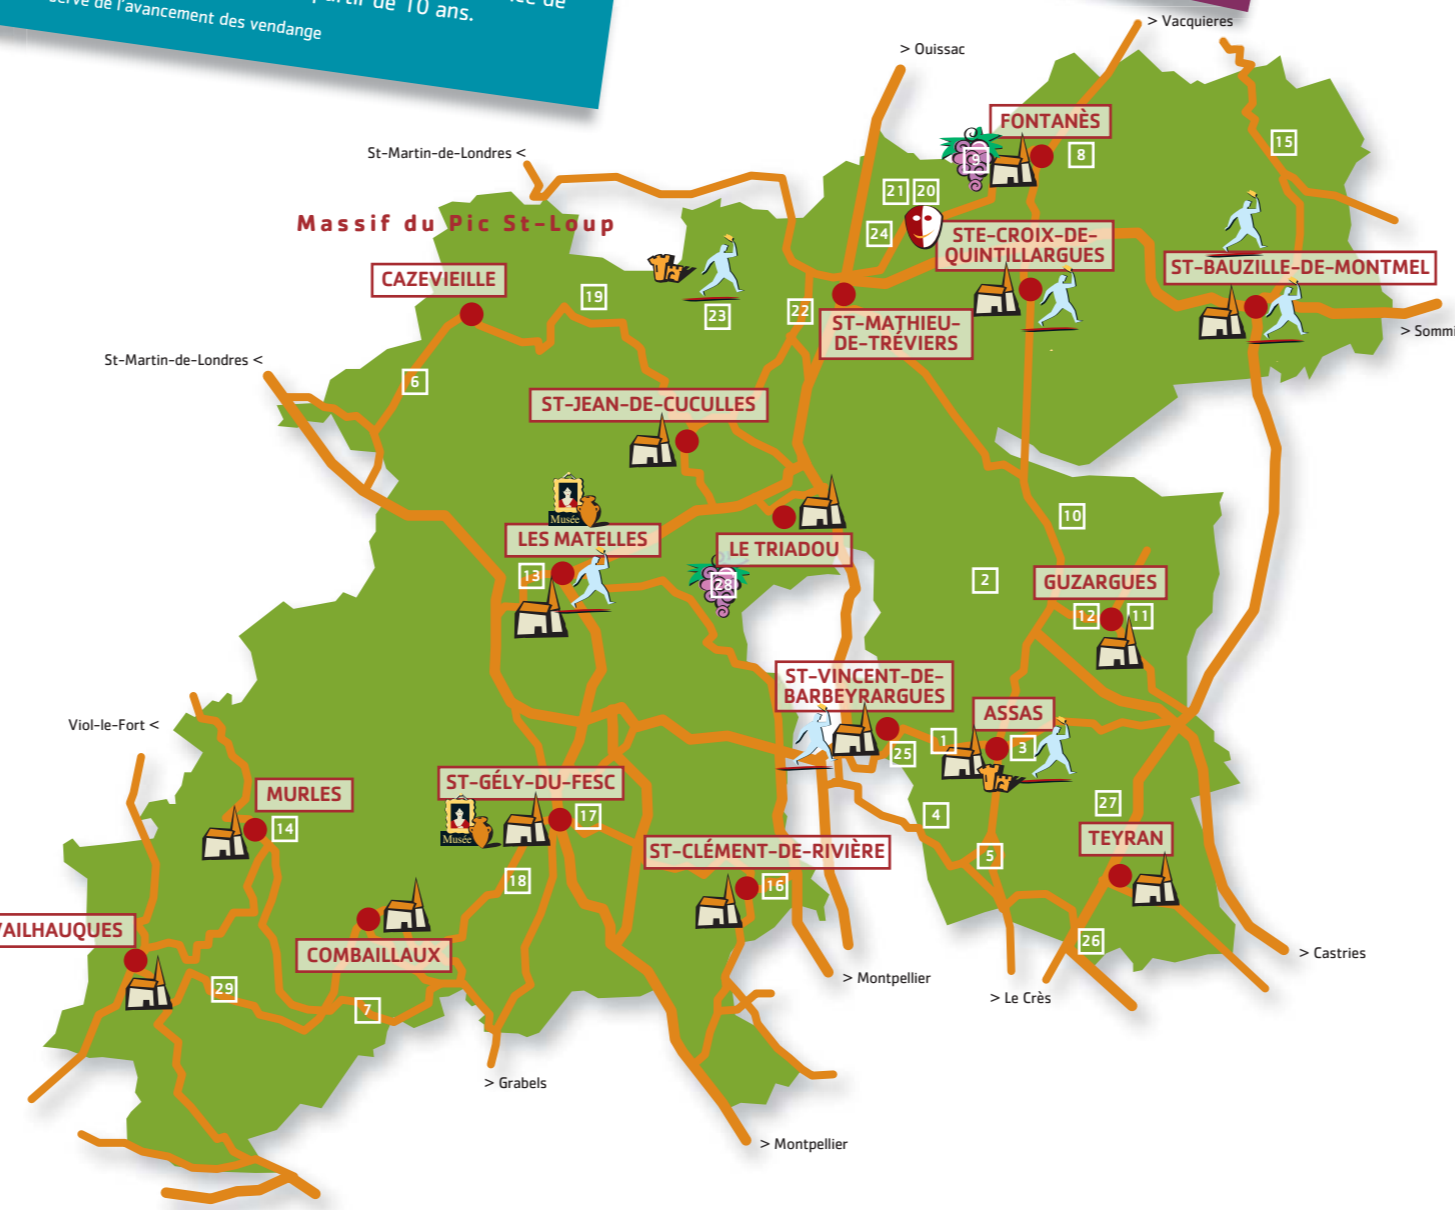 partir de 10 ans.
de l'avancement des vendange
> Vacquieres
> Ouissac
FONTANÈS
9
8
15
St-Martin-de-Londres <
21
20
Massif du Pic St-Loup
24
STE-CROIX-DE-
QUINTILLARGUES
ST-BAUZILLE-DE-MONTMEL
CAZEVIEILLE
19
23
22
ST-MATHIEU-
DE-TRÉVIERS
St-Martin-de-Londres <
6
ST-JEAN-DE-CUCULLES
Musée
LES MATELLES
LE TRIADOU
10
13
28
2
GUZARGUES
12
11
ST-VINCENT-DE-
BARBEYRARGUES
ASSAS
Viol-le-Fort <
1
3
25
ST-GÉLY-DU-FESC
MURLES
Musée
17
14
4
27
TEYRAN
ST-CLÉMENT-DE-RIVIÈRE
5
18
16
VAILHAUQUES
COMBAILLAUX
26
> Castries
> Montpellier
29
7
> Le Crès
> Grabels
> Montpellier